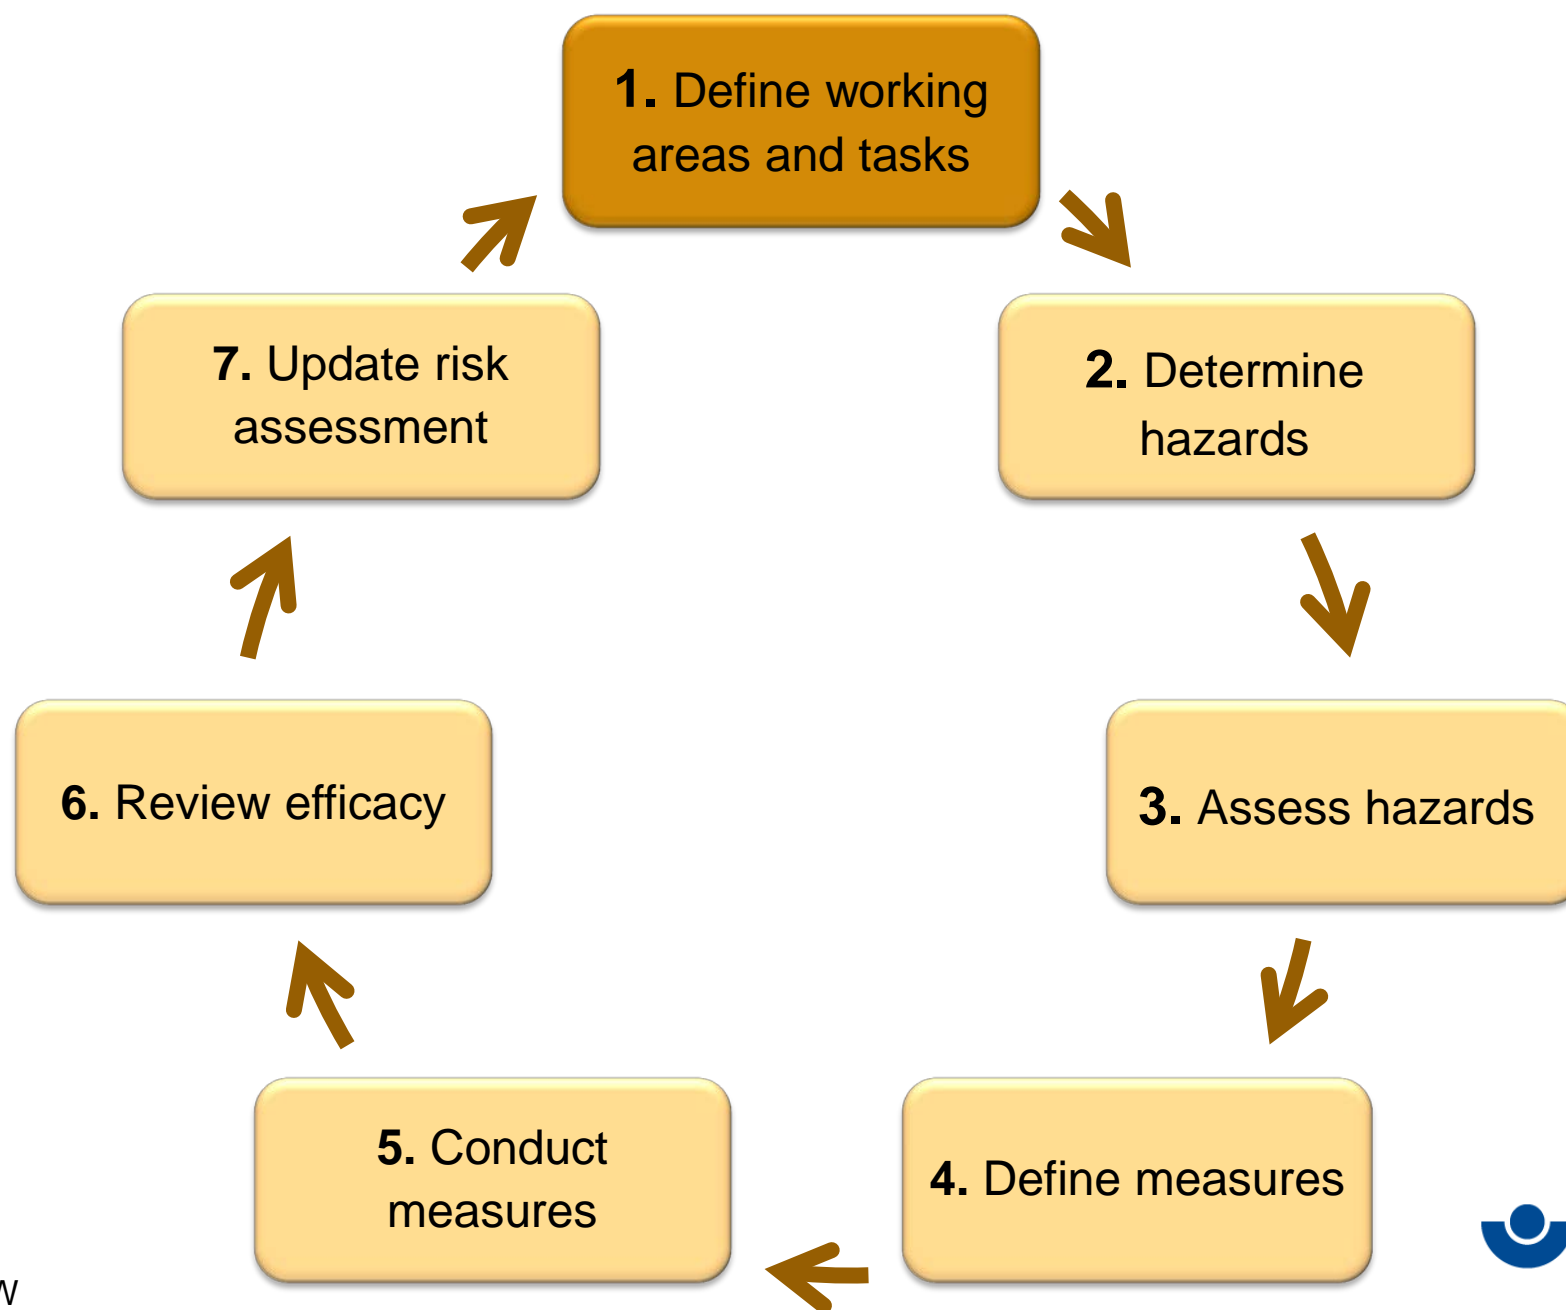 1. Define working
areas and tasks
2. Determine
hazards
3. Assess hazards
4. Define measures
5. Conduct
measures
6. Review efficacy
7. Update risk
assessment